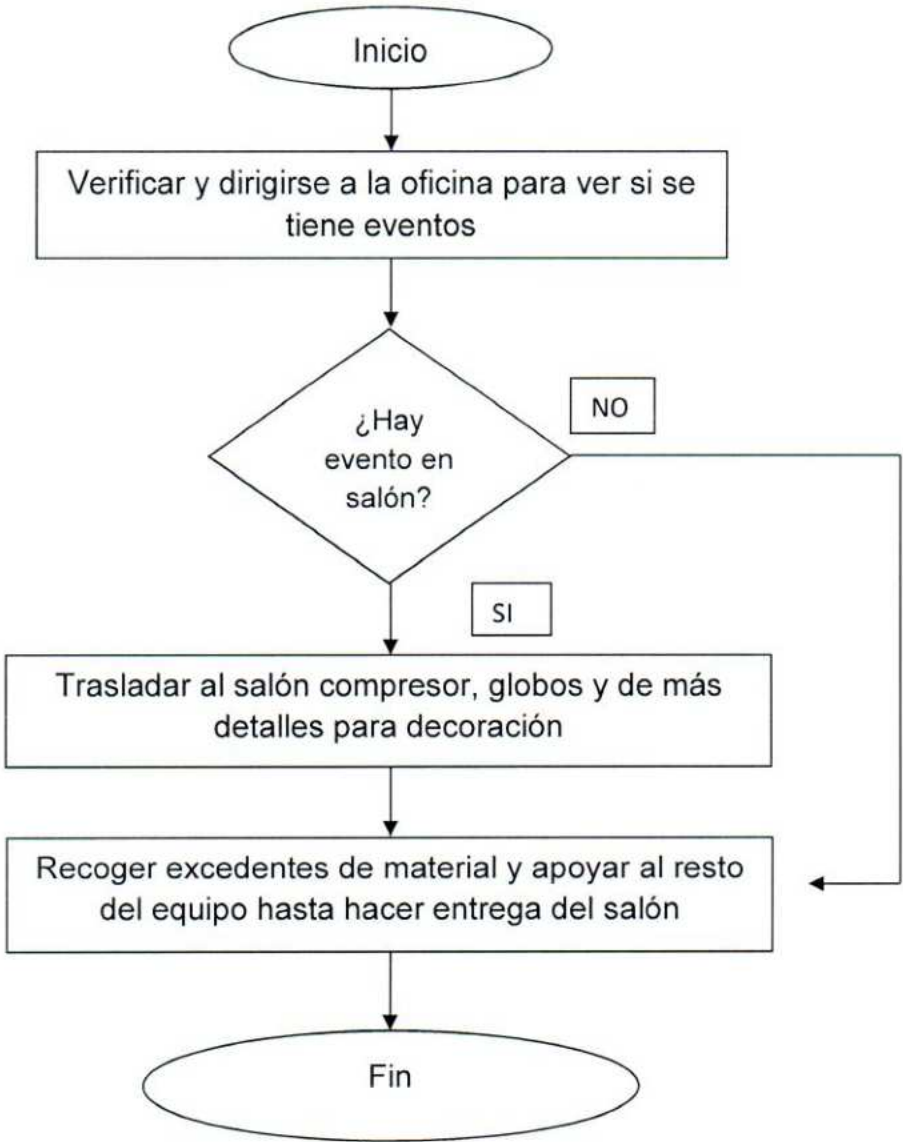 Inicio
Verificar y dirigirse a la oficina para ver si se
tiene eventos
¿Hay
evento en
salón?
NO
SI
Trasladar al salón compresor, globos y de más
detalles para decoración
Recoger excedentes de material y apoyar al resto
del equipo hasta hacer entrega del salón
Fin